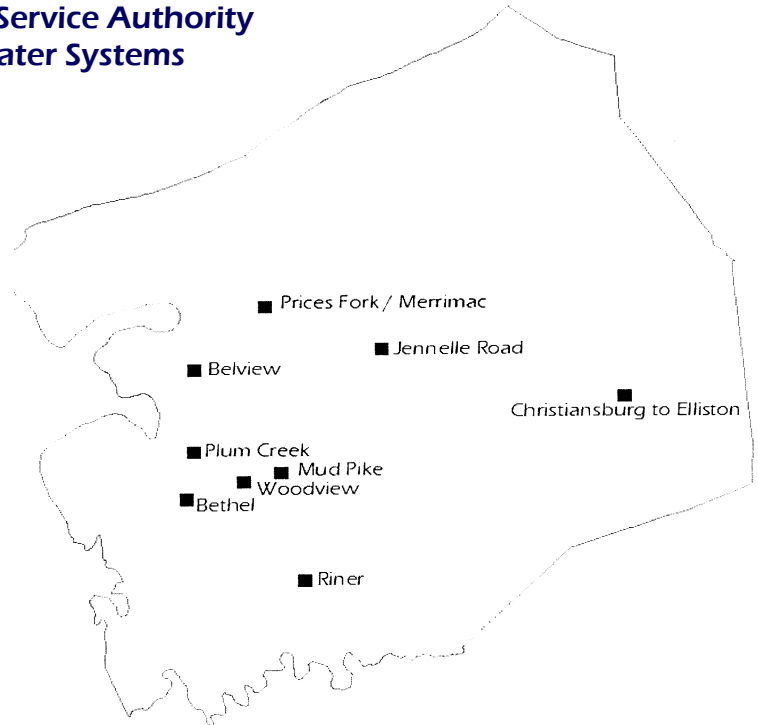 Service Authority
ater Systems
Prices Fork / Merrimac
Jennelle Road
Belview
Christiansburg to Elliston
Plum Creek
Mud Pike
Woodview
Bethel
Riner